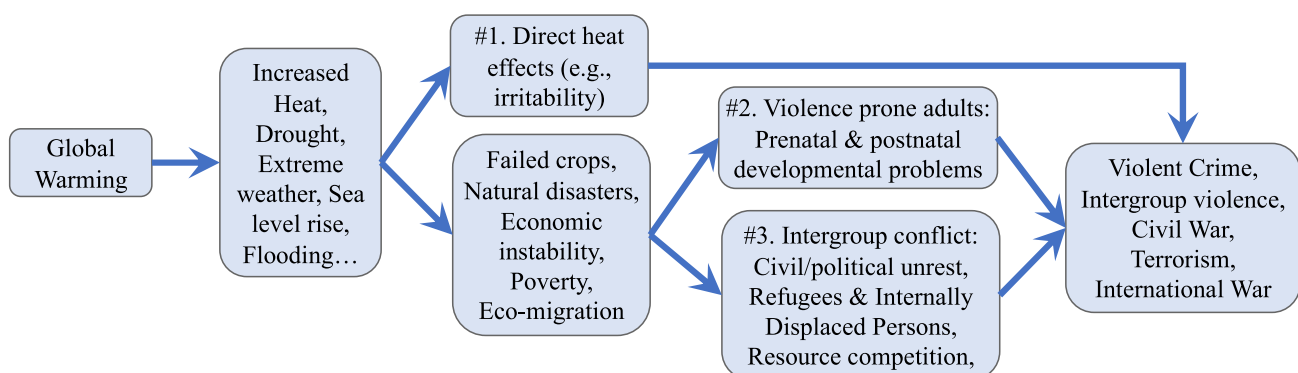 Global
Warming
Increased
Heat,
Drought,
Extreme
weather, Sea
level rise,
Flooding…
#1. Direct heat
effects (e.g.,
irritability)
Failed crops,
Natural disasters,
Economic
instability,
Poverty,
Eco-migration
#2. Violence prone adults:
Prenatal & postnatal
developmental problems
#3. Intergroup conflict:
Civil/political unrest,
Refugees & Internally
Displaced Persons,
Resource competition,
Violent Crime,
Intergroup violence,
Civil War,
Terrorism,
International War